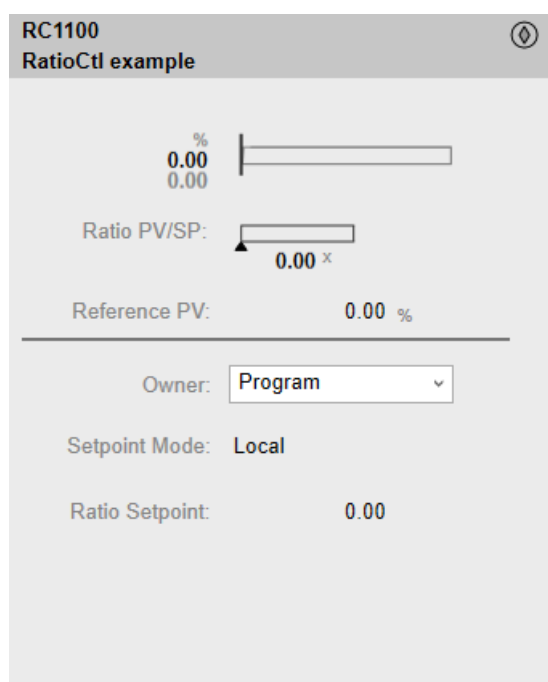 RC1100
RatioCtl example
%
0.00
0.00
Ratio PV/SP:
0.00 x
Reference PV: 0.00 %
Owner: Program
Setpoint Mode: Local
Ratio Setpoint: 0.00